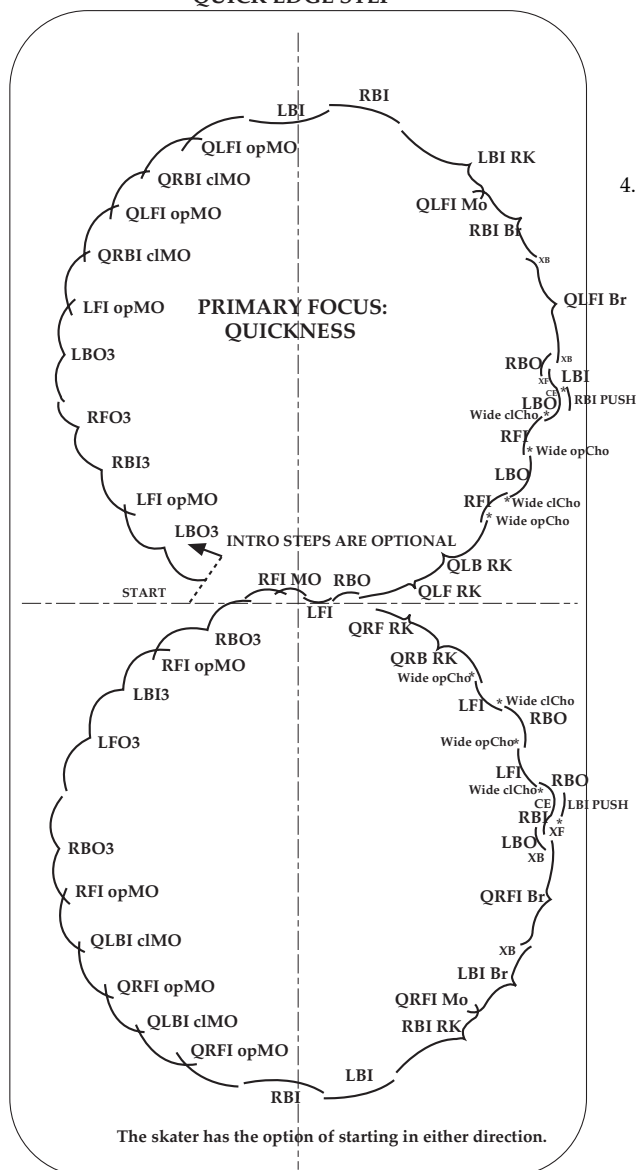 RBI
LBI
QLFI opMO
LBI RK
QRBI clMO
4.
QLFI Mo
QLFI opMO
RBI Br
QRBI clMO
XB
QLFI Br
LFI opMO
PRIMARY FOCUS:
QUICKNESS
LBO3
RBO
XB
LBI
XF
CE
RBI PUSH
LBO
*
Wide clCho*
RFO3
RFI
* Wide opCho
RBI3
LBO
LFI opMO
RFI
* Wide clCho
* Wide opCho
LBO3
INTRO STEPS ARE OPTIONAL
QLB RK
START
RFI MO
RBO
QLF RK
LFI
QRF RK
RBO3
QRB RK
RFI opMO
Wide opCho*
LBI3
LFI
* Wide clCho
RBO
LFO3
Wide opCho*
LFI
RBO
Wide clCho*
CE
LBI PUSH
RBI
*
XF
RBO3
LBO
XB
RFI opMO
QRFI Br
QLBI clMO
XB
LBI Br
QRFI opMO
QRFI Mo
QLBI clMO
RBI RK
QRFI opMO
LBI
RBI
The skater has the option of starting in either direction.